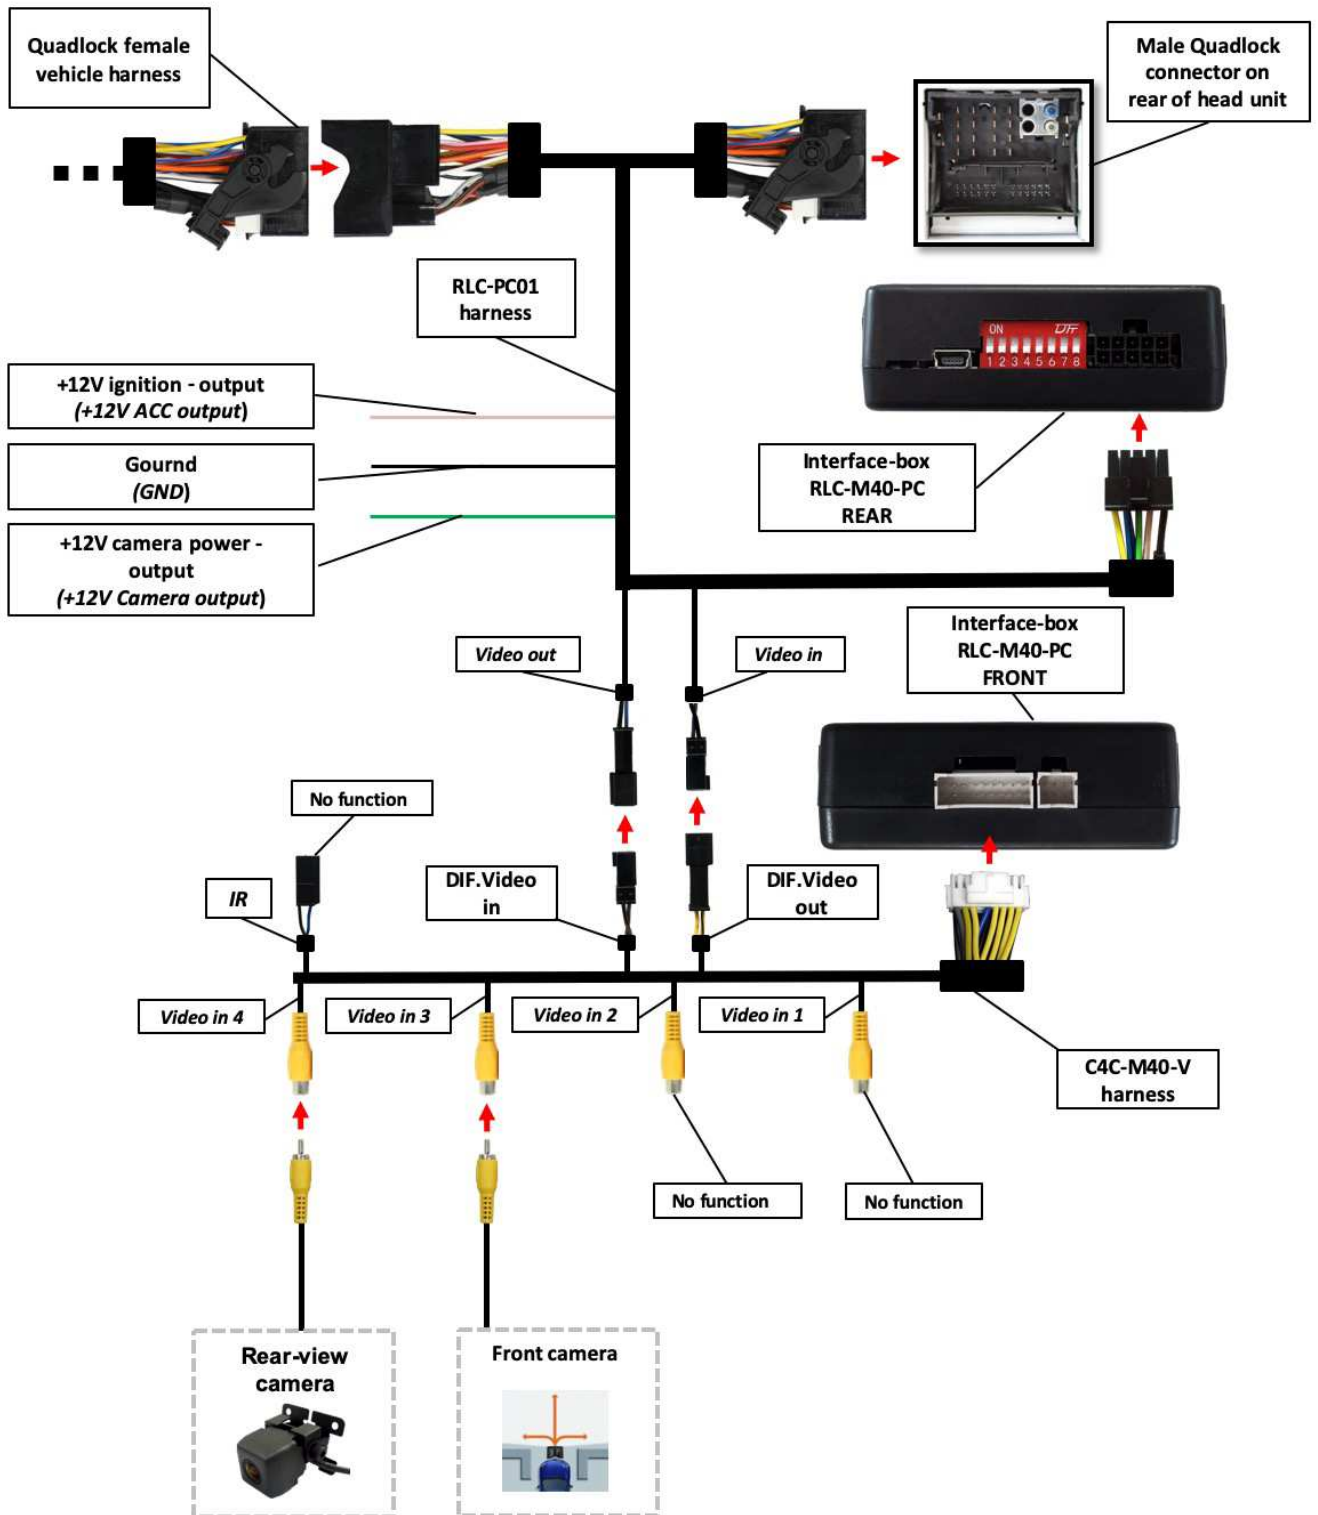 Quadlock female
vehicle harness
Male Quadlock
connector on
rear of head unit
RLC-PC01
harness
ON DTF
1 2 3 4 5 6 7 8
+12V ignition - output
(+12V ACC output)
Gournd
(GND)
+12V camera power -
output
(+12V Camera output)
Interface-box
RLC-M40-PC
REAR
Interface-box
RLC-M40-PC
FRONT
Video out
Video in
No function
IR
DIF.Video
in
DIF.Video
out
Video in 4
Video in 3
Video in 2
Video in 1
C4C-M40-V
harness
No function
No function
Rear-view
camera
Front camera